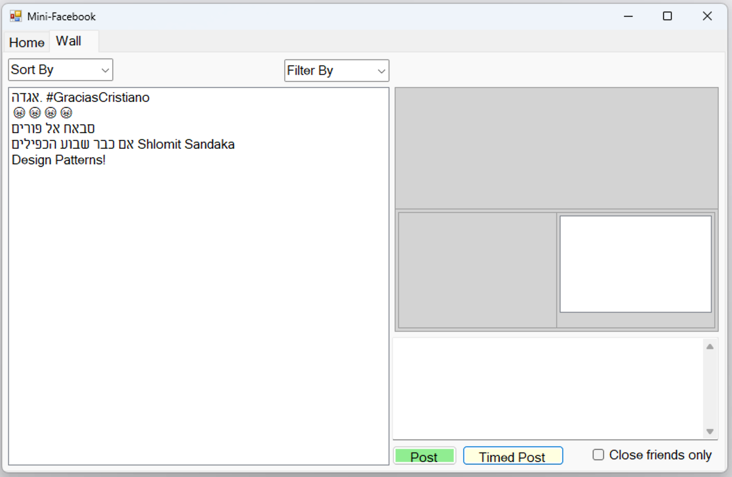 Mini-Facebook
Home Wall
Sort By
Filter By
אגדה. #GraciasCristiano
סבאח אל פורים
אם כבר שבוע הכפילים Shlomit Sandaka
Design Patterns!
Post
Timed Post
Close friends only